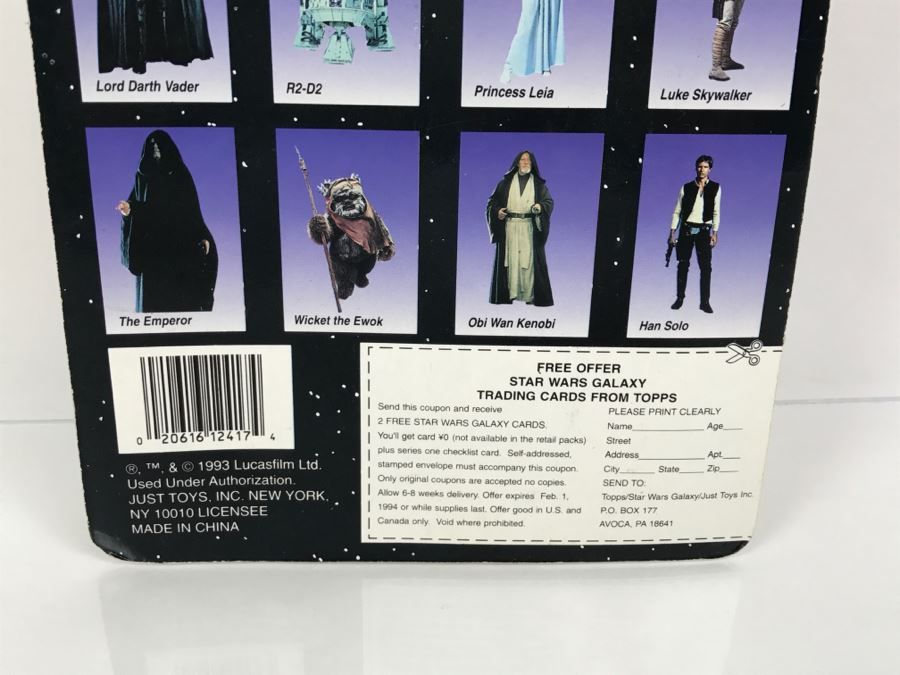 Lord Darth Vader
R2-D2
Princess Leia
Luke Skywalker
The Emperor
Wicket the Ewok
Obi Wan Kenobi
Han Solo
0 20616 12417 4
®, ™, & © 1993 Lucasfilm Ltd.
Used Under Authorization.
JUST TOYS, INC. NEW YORK,
NY 10010 LICENSEE
MADE IN CHINA
FREE OFFER
STAR WARS GALAXY
TRADING CARDS FROM TOPPS
Send this coupon and receive
2 FREE STAR WARS GALAXY CARDS.
You'll get card ¥0 (not available in the retail packs)
plus series one checklist card. Self-addressed,
stamped envelope must accompany this coupon.
Only original coupons are accepted no copies.
Allow 6-8 weeks delivery. Offer expires Feb. 1,
1994 or while supplies last. Offer good in U.S. and
Canada only. Void where prohibited.
PLEASE PRINT CLEARLY
Name__________ Age___
Street
Address__________ Apt.___
City_____ State____ Zip___
SEND TO:
Topps/Star Wars Galaxy/Just Toys Inc.
P.O. BOX 177
AVOCA, PA 18641